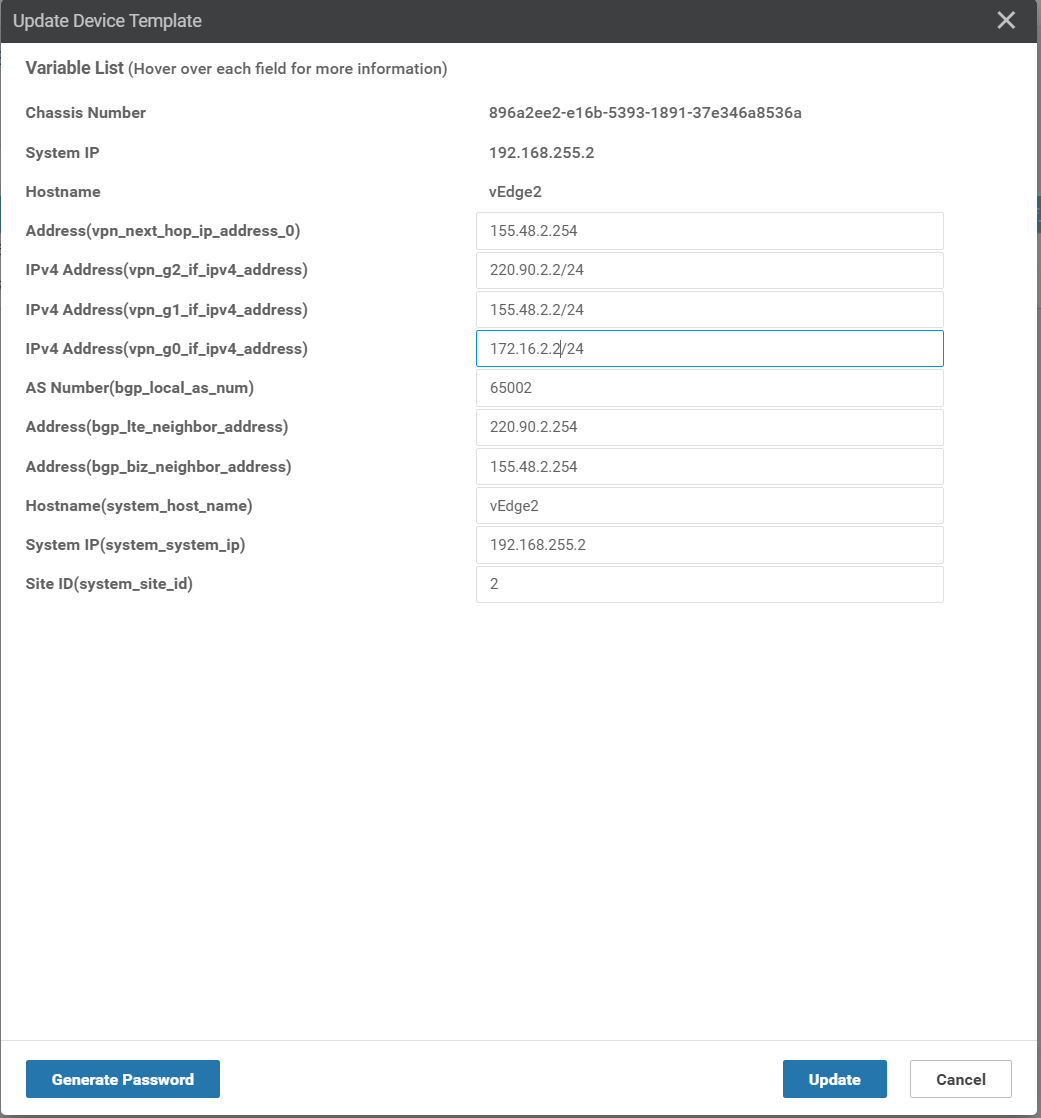 Update Device Template
Variable List (Hover over each field for more information)
Chassis Number 896a2ee2-e16b-5393-1891-37e346a8536a
System IP 192.168.255.2
Hostname vEdge2
Address(vpn_next_hop_ip_address_0) 155.48.2.254
IPv4 Address(vpn_g2_if_ipv4_address) 220.90.2.2/24
IPv4 Address(vpn_g1_if_ipv4_address) 155.48.2.2/24
IPv4 Address(vpn_g0_if_ipv4_address) 172.16.2.2/24
AS Number(bgp_local_as_num) 65002
Address(bgp_lte_neighbor_address) 220.90.2.254
Address(bgp_biz_neighbor_address) 155.48.2.254
Hostname(system_host_name) vEdge2
System IP(system_system_ip) 192.168.255.2
Site ID(system_site_id) 2
Generate Password Update Cancel